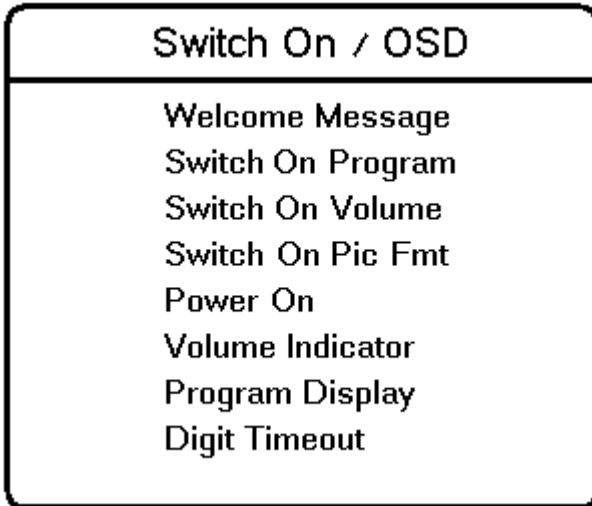 Switch On / OSD
Welcome Message
Switch On Program
Switch On Volume
Switch On Pic Fmt
Power On
Volume Indicator
Program Display
Digit Timeout